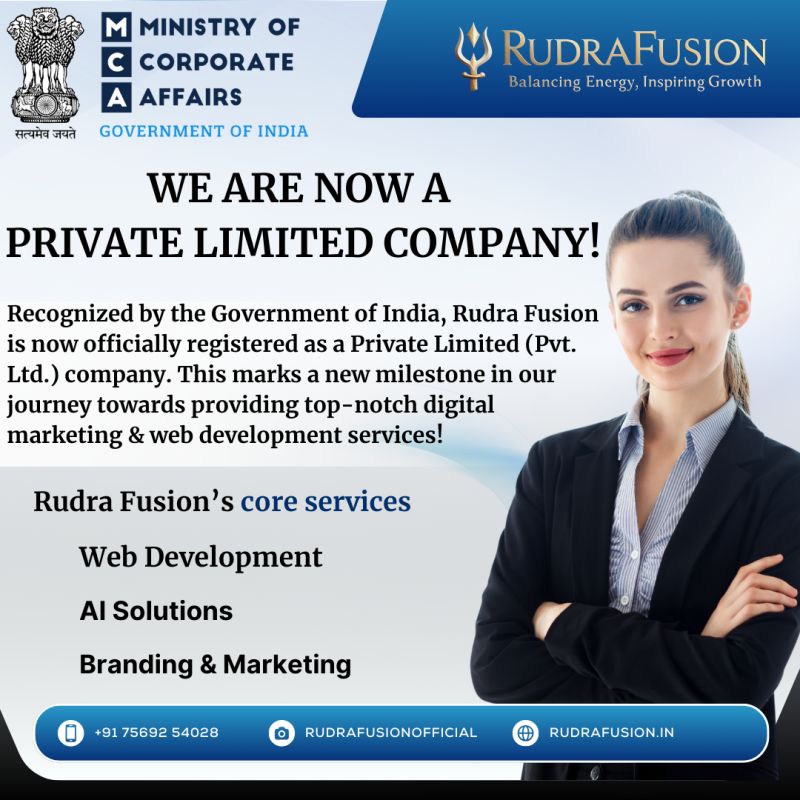 MINISTRY OF
CORPORATE
AFFAIRS
M
C
A
सत्यमेव जयते
GOVERNMENT OF INDIA
RUDRAFUSION
Balancing Energy, Inspiring Growth
WE ARE NOW A
PRIVATE LIMITED COMPANY!
Recognized by the Government of India, Rudra Fusion
is now officially registered as a Private Limited (Pvt.
Ltd.) company. This marks a new milestone in our
journey towards providing top-notch digital
marketing & web development services!
Rudra Fusion's core services
Web Development
AI Solutions
Branding & Marketing
+91 75692 54028
RUDRAFUSIONOFFICIAL
RUDRAFUSION.IN